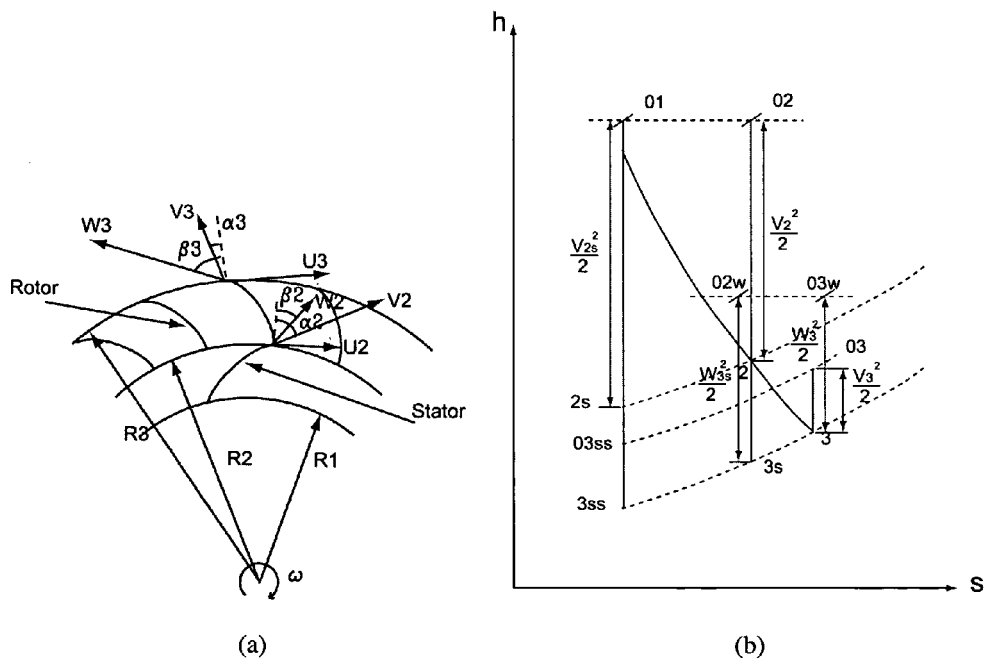 W3
V3
α3
β3
U3
Rotor
β2
W2
V2
α2
U2
Stator
R3
R2
R1
ω
(a)
h
01
02
V2s²
2
V2²
2
02w
03w
W3²
2
W3s²
2
2
03
V3²
2
2s
03ss
3
3s
3ss
s
(b)